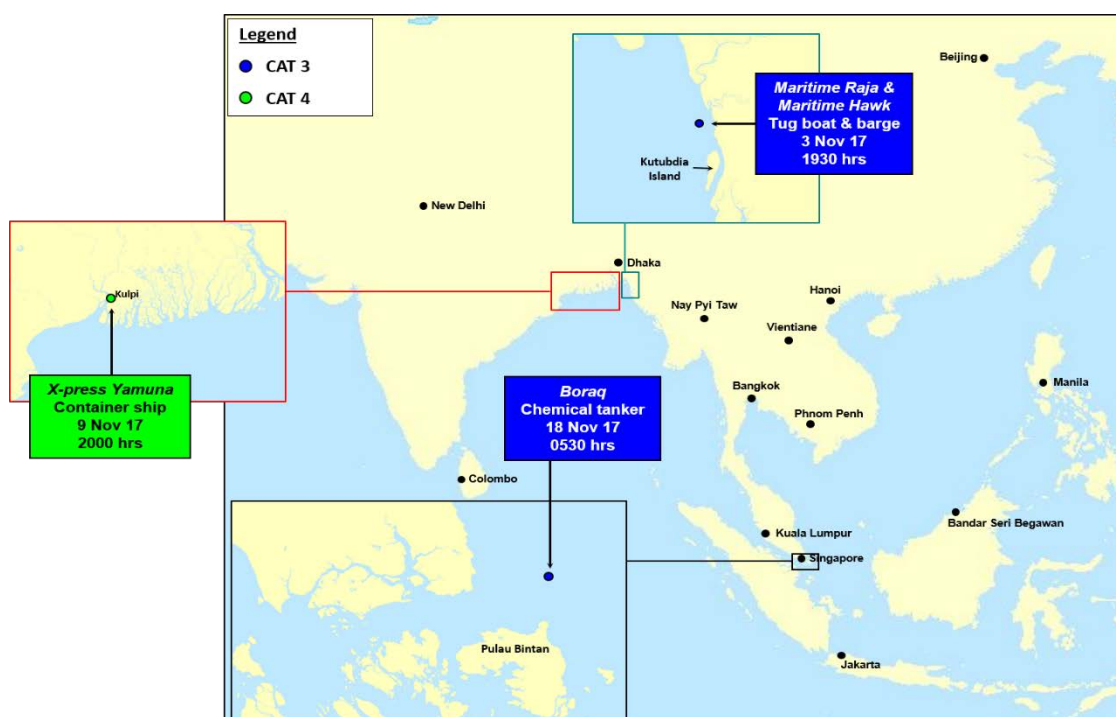 Legend
CAT 3
CAT 4
Beijing
Maritime Raja &
Maritime Hawk
Tug boat & barge
3 Nov 17
1930 hrs
Kutubdia
Island
New Delhi
Dhaka
Kulpi
Hanoi
Nay Pyi Taw
Vientiane
X-press Yamuna
Container ship
9 Nov 17
2000 hrs
Boraq
Chemical tanker
18 Nov 17
0530 hrs
Bangkok
Manila
Phnom Penh
Colombo
Bandar Seri Begawan
Kuala Lumpur
Singapore
Pulau Bintan
Jakarta